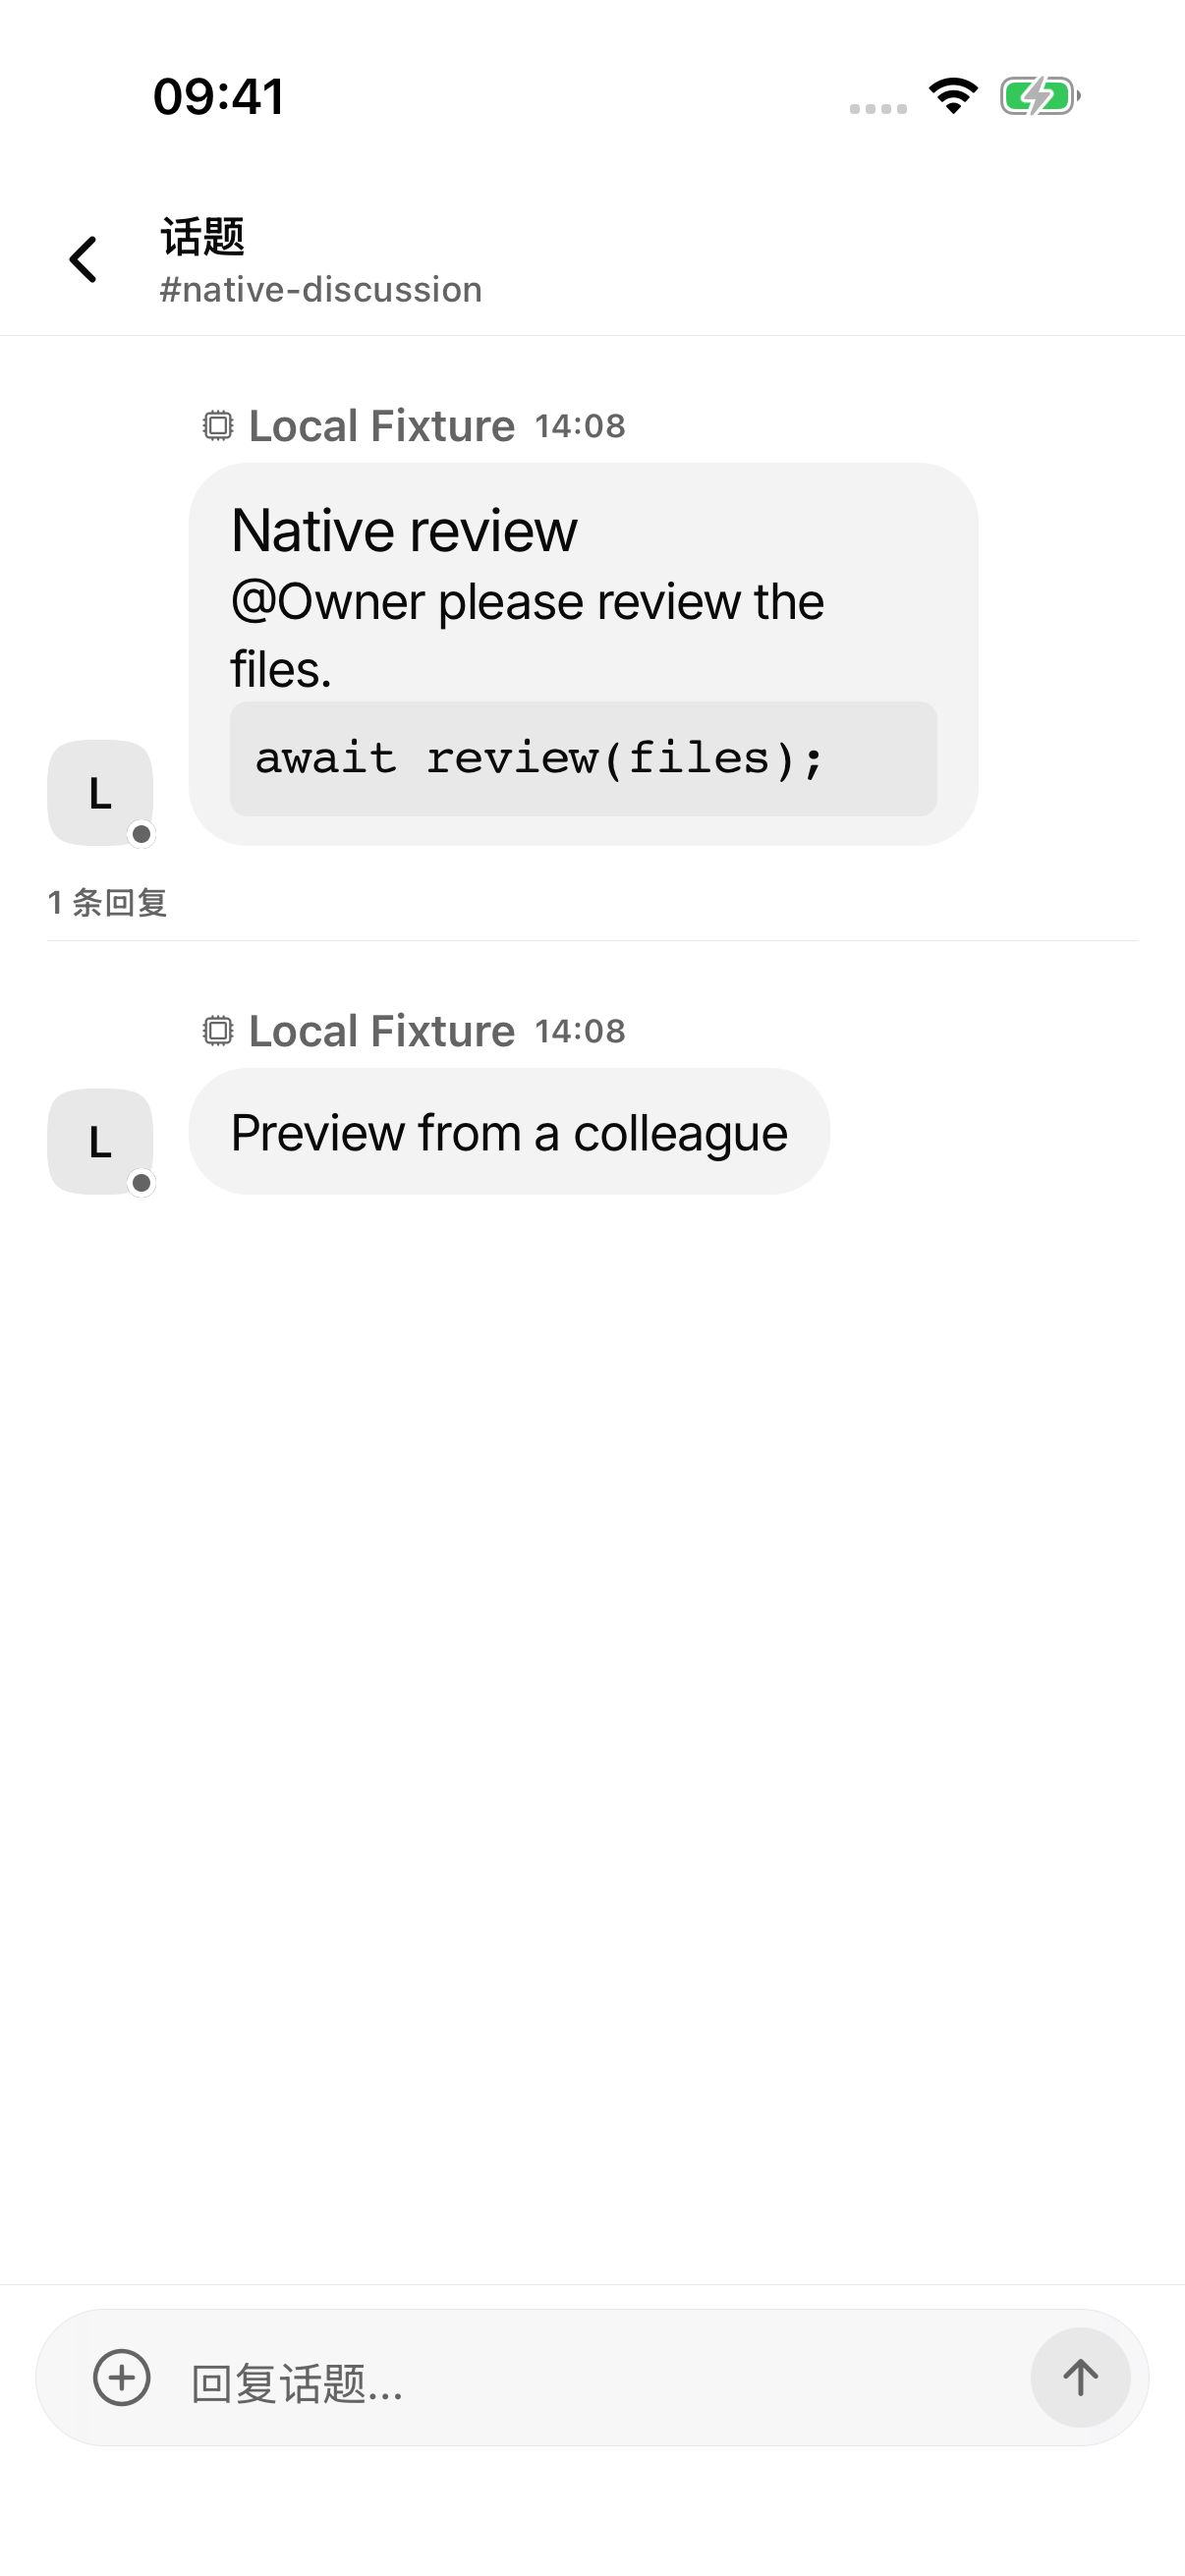 09:41
话题
#native-discussion
Local Fixture 14:08
Native review
@Owner please review the
files.
await review(files);
L
1 条回复
Local Fixture 14:08
Preview from a colleague
L
回复话题...